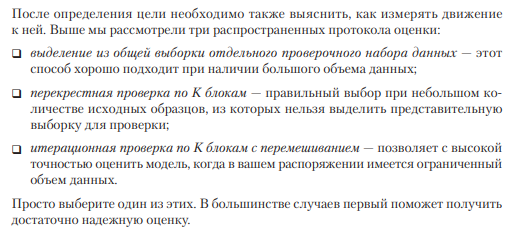 После определения цели необходимо также выяснить, как измерять движение
к ней. Выше мы рассмотрели три распространенных протокола оценки:
❏ выделение из общей выборки отдельного проверочного набора данных — этот
способ хорошо подходит при наличии большого объема данных;
❏ перекрестная проверка по K блокам — правильный выбор при небольшом ко-
личестве исходных образцов, из которых нельзя выделить представительную
выборку для проверки;
❏ итерационная проверка по K блокам с перемешиванием — позволяет с высокой
точностью оценить модель, когда в вашем распоряжении имеется ограниченный
объем данных.
Просто выберите один из этих. В большинстве случаев первый поможет получить
достаточно надежную оценку.